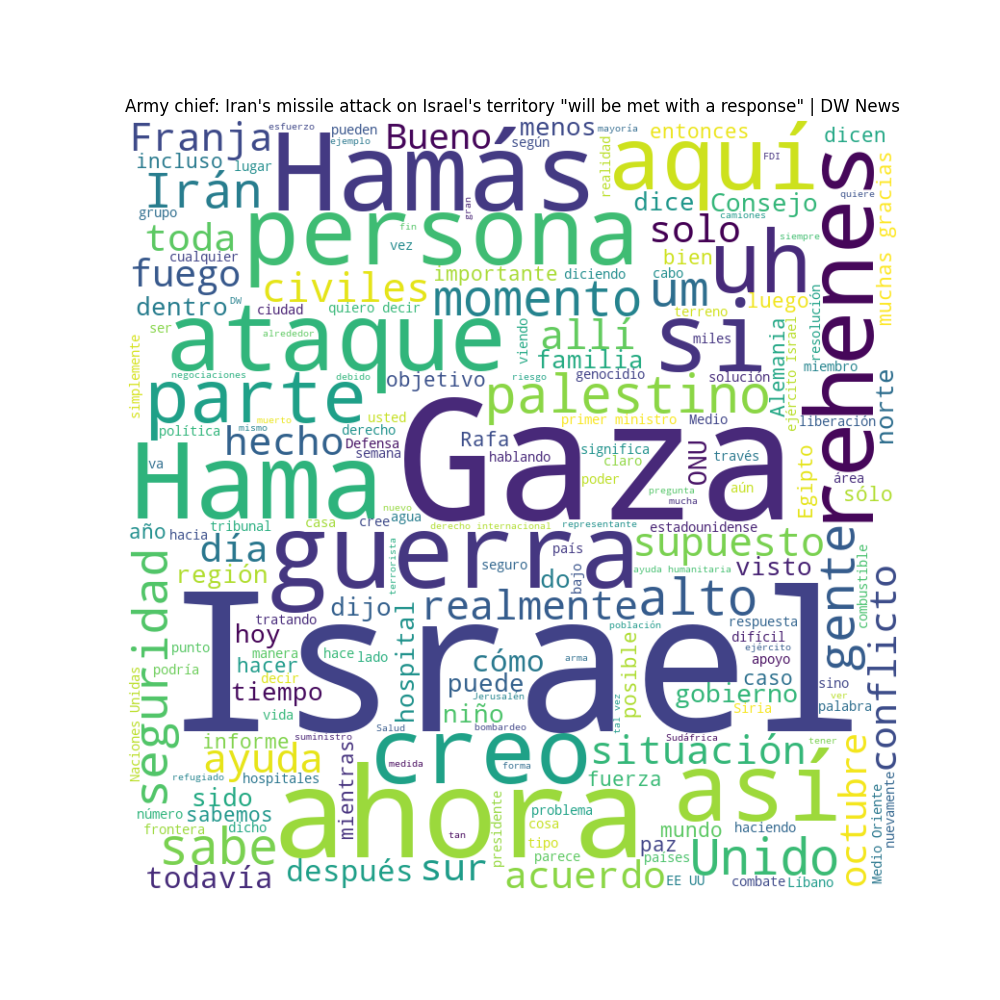 Army chief: Iran's missile attack on Israel's territory "will be met with a response" | DW News
Franja
esfuerzo
pueden
ejemplo
Bueno
menos
según
mayoría
entonces
dicen
incluso
lugar
Hamás
realidad
aquí
FDI
rehenes
muchas gracias
Irán
grupo
gran
dice
Consejo
quiere
camiones
toda
persona
fin
vez
solo
uh
siempre
cualquier
bien
fuego
DW
civiles
importante
diciendo
cabo
um
luego
resolución
dentro
ciudad
quiero decir
momento
terreno
ser
ataque
alrededor
viendo
allí
si
miles
Alemania
ejército Israel
simplemente
familia
negociaciones
debido
objetivo
riesgo
genocidio
solución
miembro
norte
parte
palestino
muerto
usted
primer ministro
Medio
liberación
política
mismo
derecho
hecho
Defensa
Rafa
significa
va
semana
hablando
claro
ONU
través
Egipto
área
Hama
Gaza
poder
pregunta
aún
sólo
mucha
nuevo
año
hacia
tribunal
casa
cree
agua
derecho internacional
representante
estadounidense
gente
día
guerra
terrorista
seguro
país
supuesto
combustible
región
do
bajo
ayuda humanitaria
visto
conflicto
seguridad
dijo
realmente
alto
Israel
tratando
hospital
población
respuesta
hoy
difícil
punto
manera
hace
lado
cómo
arma
ejército
apoyo
podría
hacer
posible
caso
sino
ver
tiempo
decir
puede
Jerusalén
gobierno
Naciones Unidas
vida
niño
tal vez
Siria
palabra
informe
suministro
Salud
bombardeo
Sudáfrica
tener
ayuda
mientras
creo
situación
octubre
Medio Oriente
nuevamente
refugiado
hospitales
medida
forma
fuerza
así
sido
presidente
número
sabemos
ahora
problema
frontera
dicho
tan
cosa
mundo
haciendo
sabe
tipo
paz
Unido
parece
países
todavía
después
sur
acuerdo
EE UU
combate
Líbano